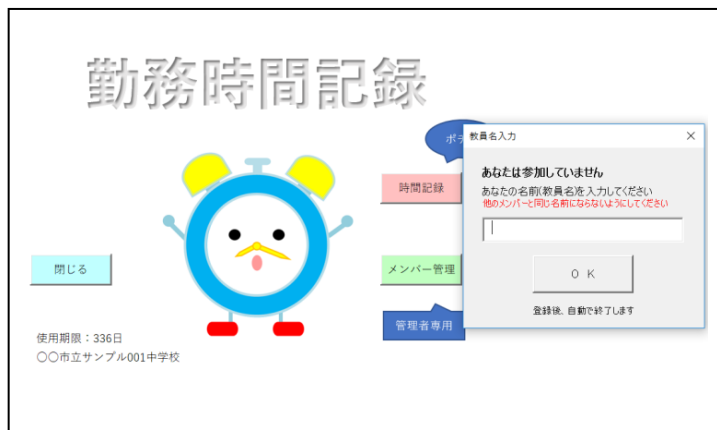 勤務時間記録
教員名入力
あなたは参加していません
あなたの名前(教員名)を入力してください
他のメンバーと同じ名前にならないようにしてください
O K
登録後、自動で終了します
時間記録
メンバー管理
管理者専用
閉じる
使用期限：336日
〇〇市立サンプル001中学校